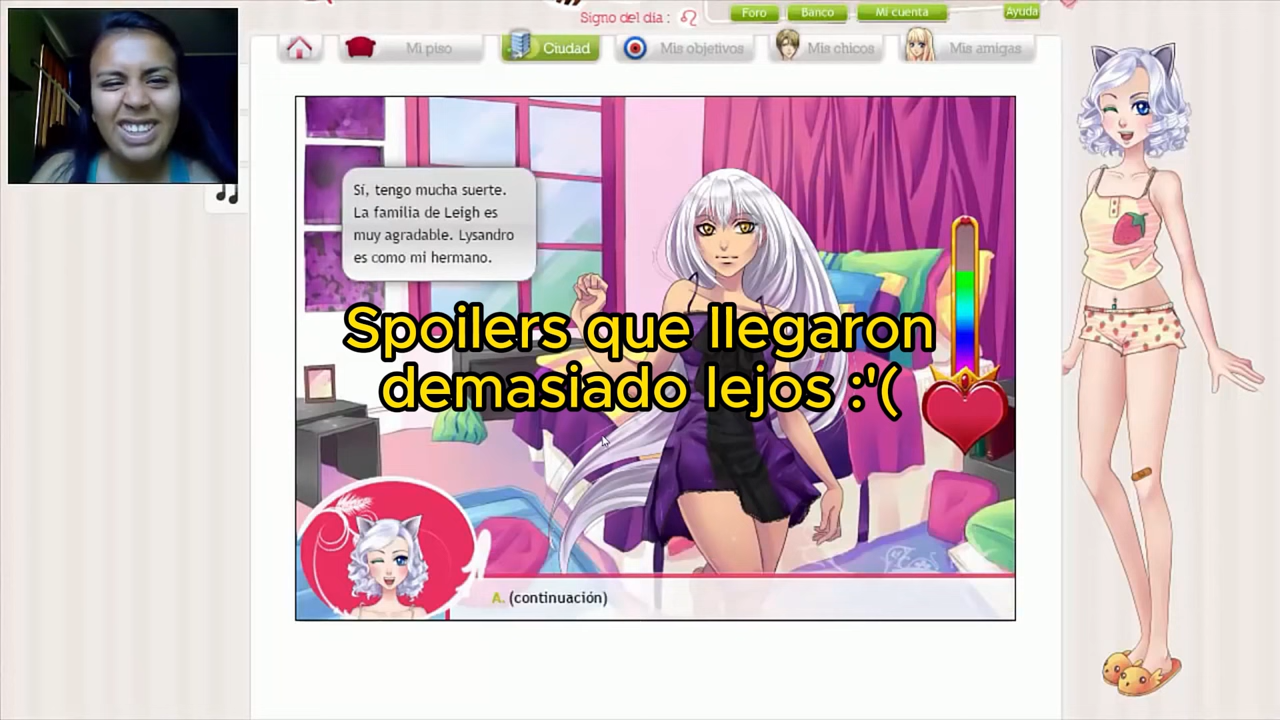 Signo del día :
Foro
Banco
Mi cuenta
Ayuda
Mi piso
Ciudad
Mis objetivos
Mis chicos
Mis amigas
Sí, tengo mucha suerte.
La familia de Leigh es
muy agradable. Lysandro
es como mi hermano.
Spoilers que llegaron
demasiado lejos :'(
A. (continuación)